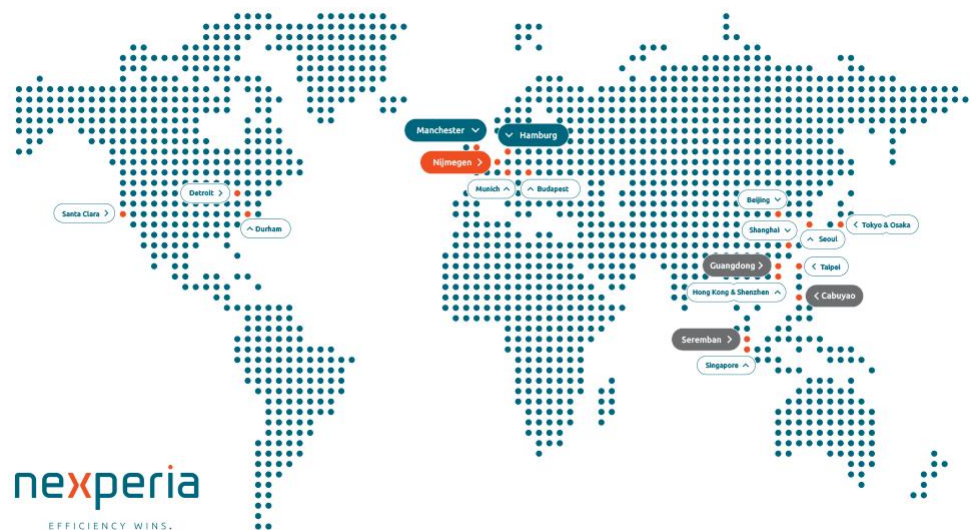 Manchester
Hamburg
Nijmegen
Munich
Budapest
Detroit
Santa Clara
Durham
Beijing
Shanghai
Tokyo & Osaka
Seoul
Guangdong
Taipei
Hong Kong & Shenzhen
Cabuyao
Seremban
Singapore
nexperia
EFFICIENCY WINS.